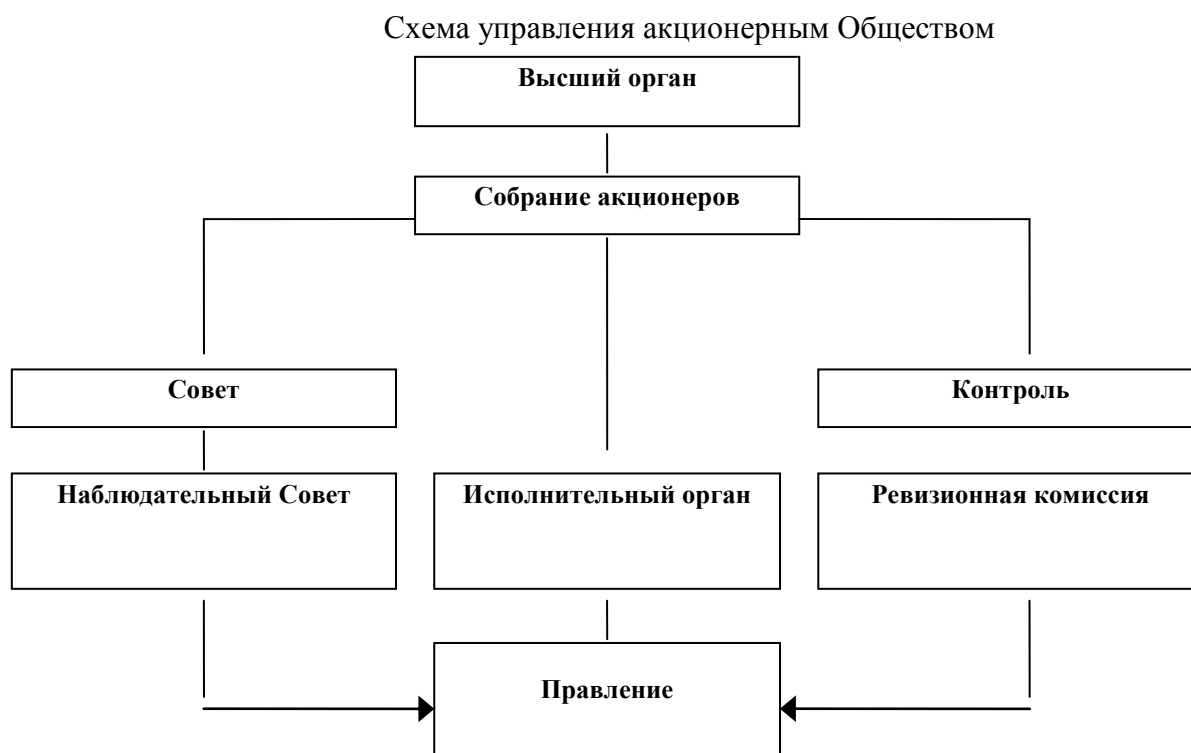 Схема управления акционерным Обществом
Высший орган
Собрание акционеров
Совет
Контроль
Наблюдательный Совет
Исполнительный орган
Ревизионная комиссия
Правление